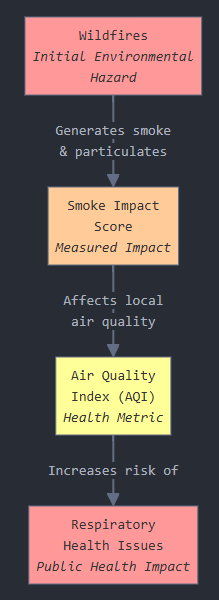 Wildfires
Initial Environmental
Hazard
Generates smoke
& particulates
Smoke Impact
Score
Measured Impact
Affects local
air quality
Air Quality
Index (AQI)
Health Metric
Increases risk of
Respiratory
Health Issues
Public Health Impact